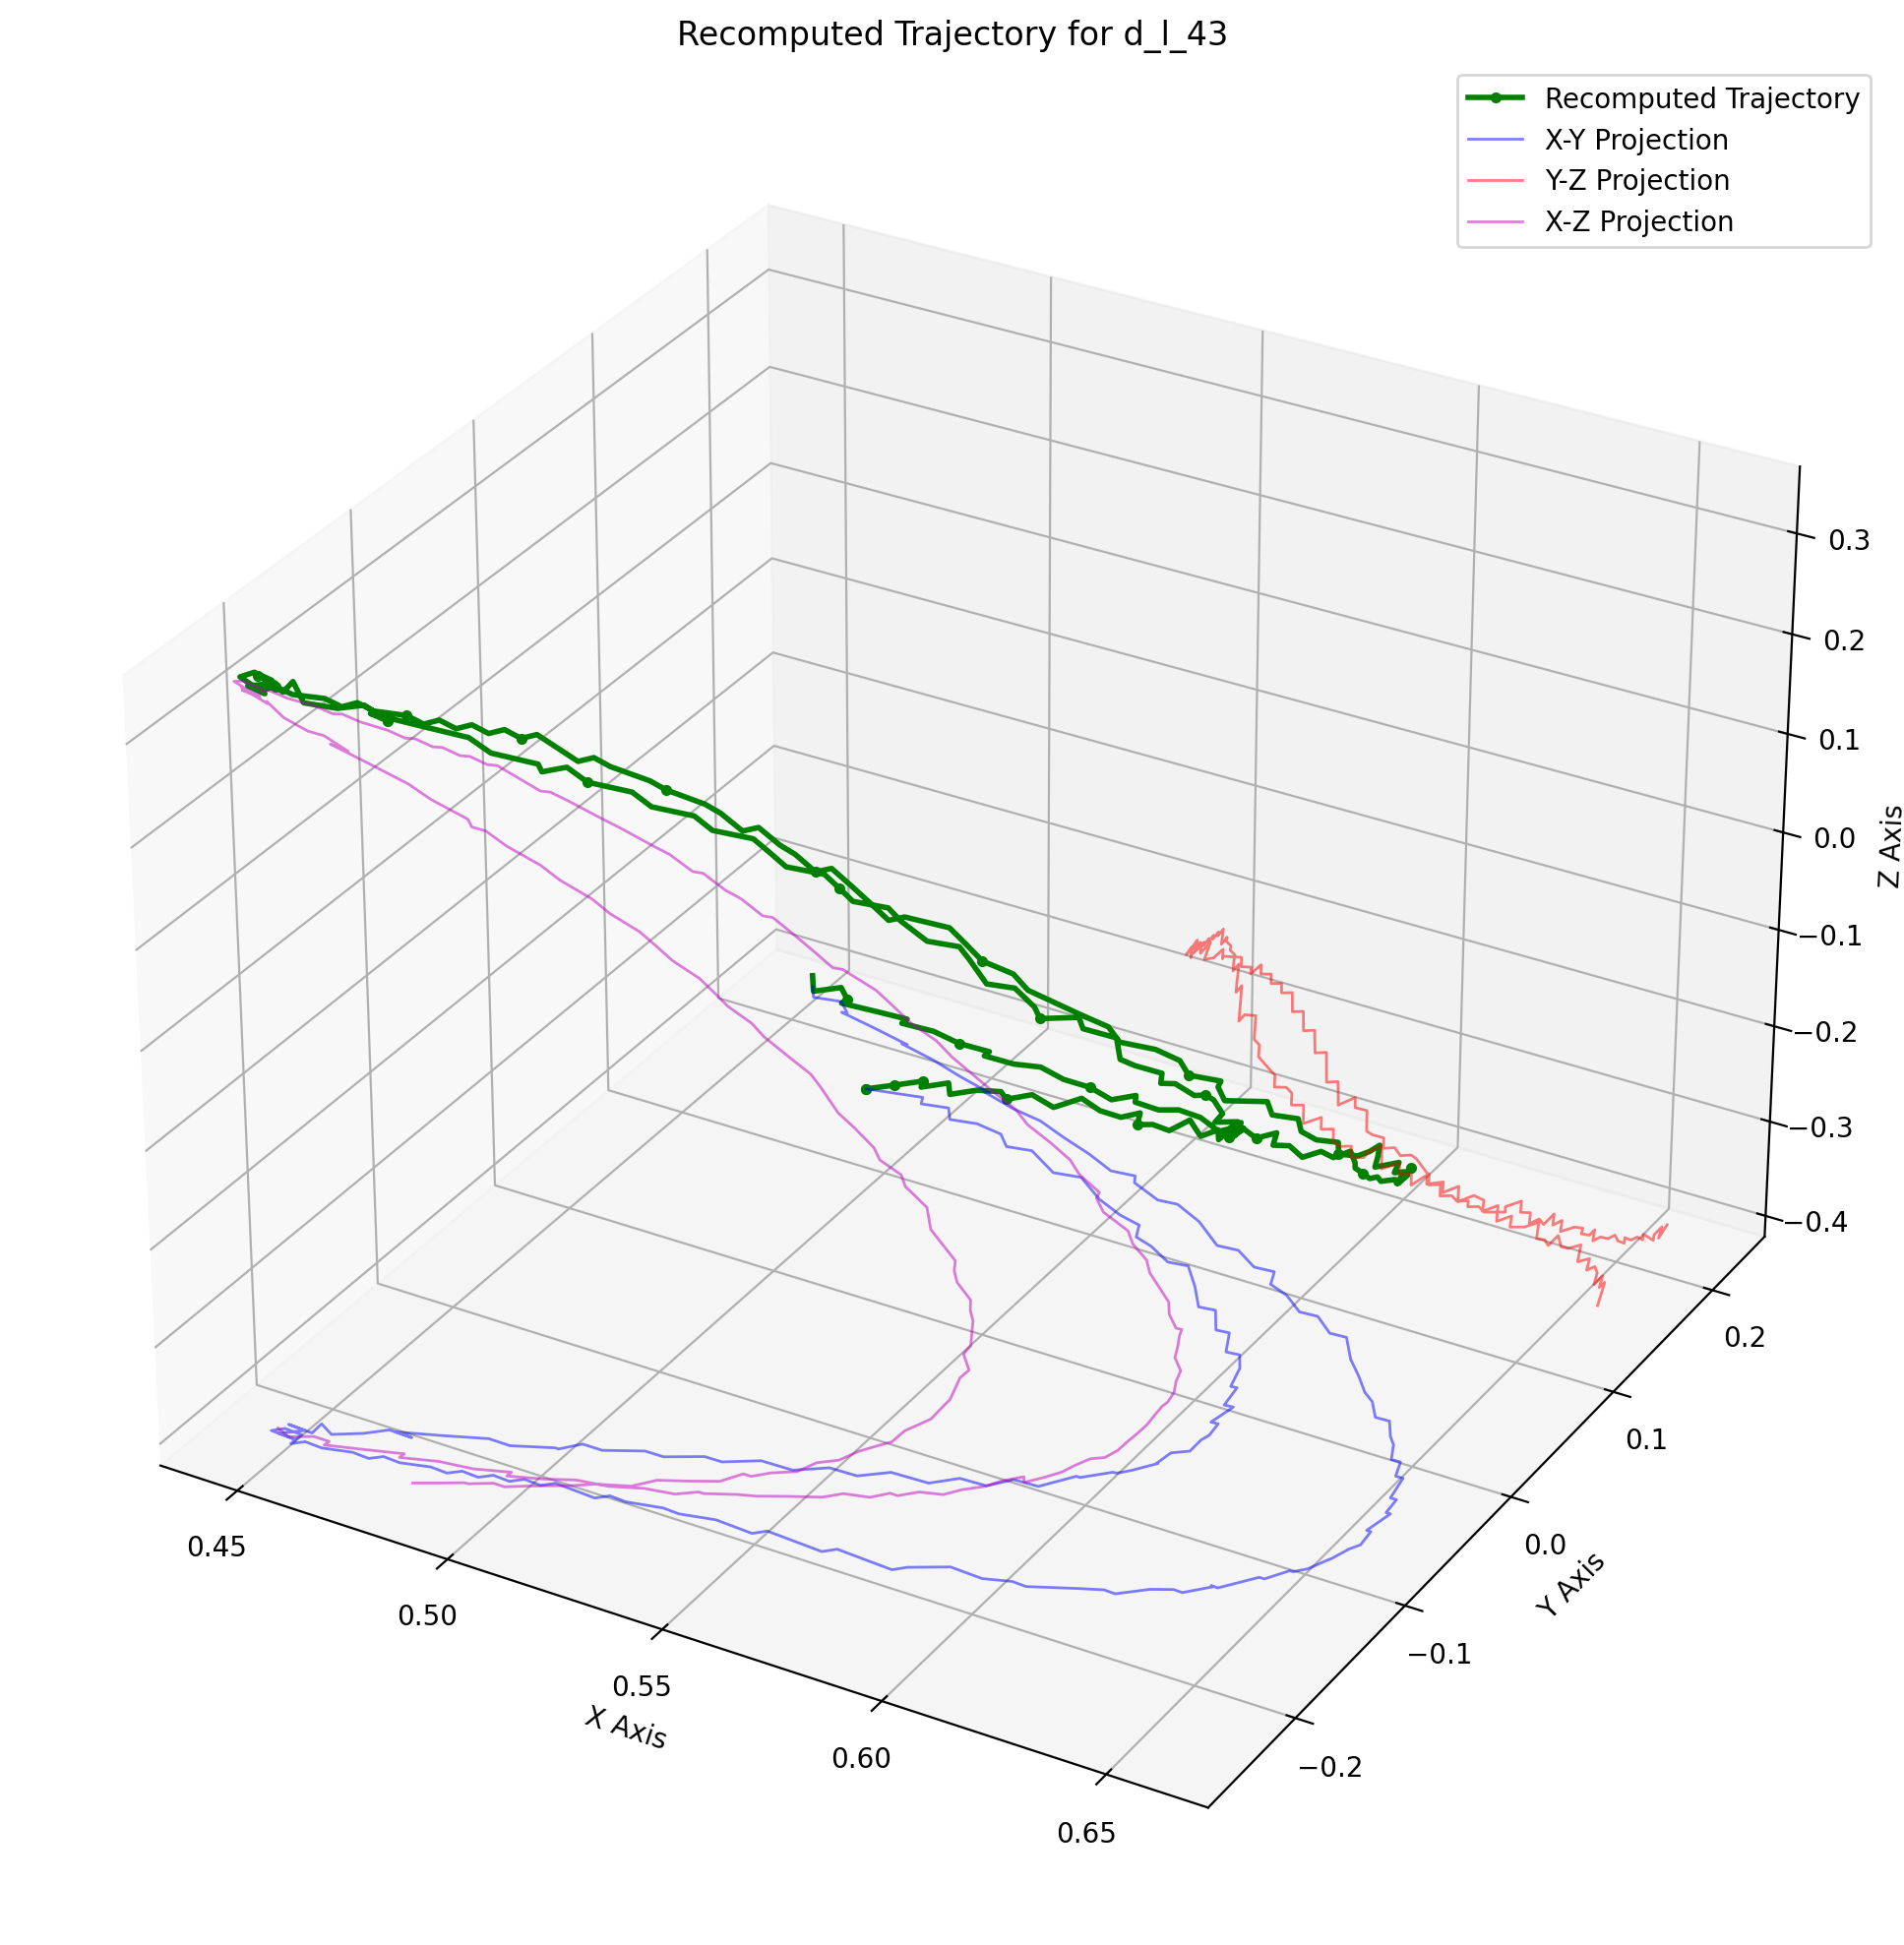 Recomputed Trajectory for d_l_43
Recomputed Trajectory
X-Y Projection
Y-Z Projection
X-Z Projection
0.3
0.2
0.1
0.0
−0.1
−0.2
−0.3
−0.4
Z Axis
0.2
0.1
0.0
−0.1
−0.2
Y Axis
0.45
0.50
0.55
0.60
0.65
X Axis